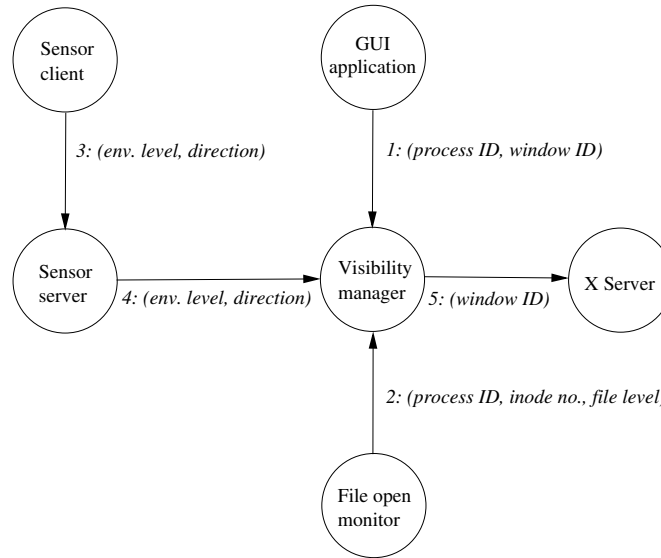 Sensor
client
GUI
application
3: (env. level, direction)
1: (process ID, window ID)
Sensor
server
4: (env. level, direction)
Visibility
manager
5: (window ID)
X Server
2: (process ID, inode no., file level
File open
monitor